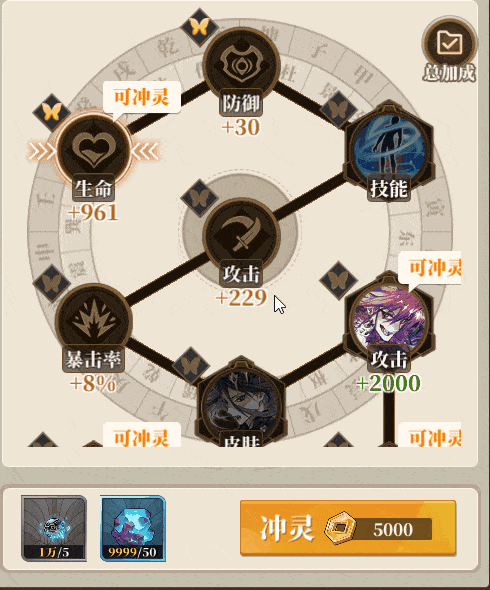 总加成
可冲灵
防御
+30
生命
+961
技能
攻击
+229
可冲灵
攻击
+2000
暴击率
+8%
皮肤
可冲灵
可冲灵
1万/5
9999/50
冲灵
5000